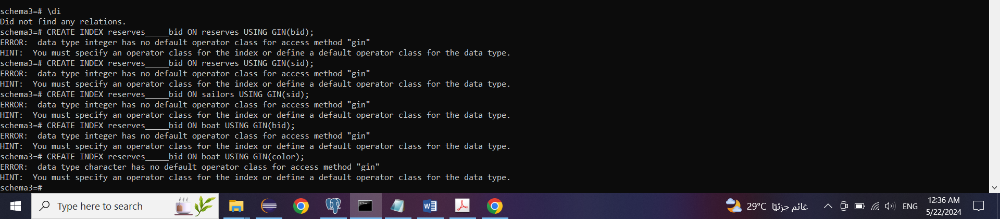 schema3=# \di
Did not find any relations.
schema3=# CREATE INDEX reserves_____bid ON reserves USING GIN(bid);
ERROR:  data type integer has no default operator class for access method "gin"
HINT:  You must specify an operator class for the index or define a default operator class for the data type.
schema3=# CREATE INDEX reserves_____bid ON reserves USING GIN(sid);
ERROR:  data type integer has no default operator class for access method "gin"
HINT:  You must specify an operator class for the index or define a default operator class for the data type.
schema3=# CREATE INDEX reserves_____bid ON sailors USING GIN(sid);
ERROR:  data type integer has no default operator class for access method "gin"
HINT:  You must specify an operator class for the index or define a default operator class for the data type.
schema3=# CREATE INDEX reserves_____bid ON boat USING GIN(bid);
ERROR:  data type integer has no default operator class for access method "gin"
HINT:  You must specify an operator class for the index or define a default operator class for the data type.
schema3=# CREATE INDEX reserves_____bid ON boat USING GIN(color);
ERROR:  data type character has no default operator class for access method "gin"
HINT:  You must specify an operator class for the index or define a default operator class for the data type.
schema3=#
Type here to search
29°C غائم جزئيًا
ENG
12:36 AM
5/22/2024